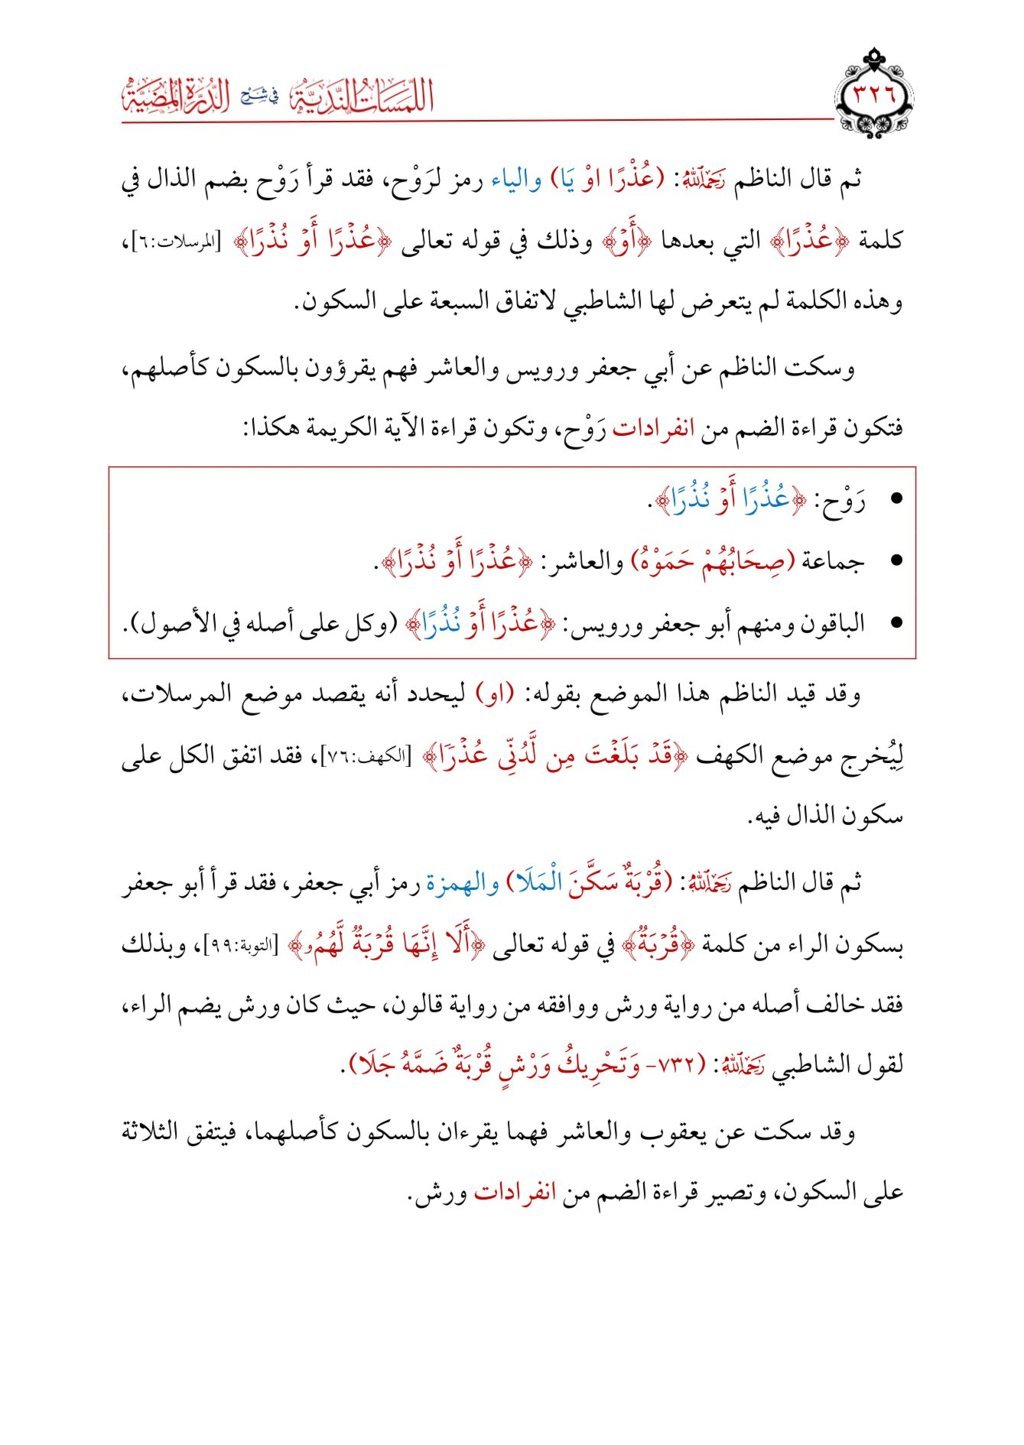 ٣٢٦
اللمسات الندية في شرح الدرة المضية
ثم قال الناظم رَحِمَهُ اللَّهُ: (عُذْرًا اوْ يَا) والياء رمز لرَوْح، فقد قرأ رَوْح بضم الذال في
كلمة ﴿عُذْرًا﴾ التي بعدها ﴿أَوْ﴾ وذلك في قوله تعالى ﴿عُذْرًا أَوْ نُذْرًا﴾ [المرسلات:٦]،
وهذه الكلمة لم يتعرض لها الشاطبي لاتفاق السبعة على السكون.
وسكت الناظم عن أبي جعفر ورويس والعاشر فهم يقرؤون بالسكون كأصلهم،
فتكون قراءة الضم من انفرادات رَوْح، وتكون قراءة الآية الكريمة هكذا:
• رَوْح: ﴿عُذُرًا أَوْ نُذُرًا﴾.
• جماعة (صِحَابُهُمْ حَمَوْهُ) والعاشر: ﴿عُذْرًا أَوْ نُذْرًا﴾.
• الباقون ومنهم أبو جعفر ورويس: ﴿عُذْرًا أَوْ نُذُرًا﴾ (وكل على أصله في الأصول).
وقد قيد الناظم هذا الموضع بقوله: (او) ليحدد أنه يقصد موضع المرسلات،
لِيُخرج موضع الكهف ﴿قَدْ بَلَغْتَ مِن لَّدُنِّي عُذْرًا﴾ [الكهف:٧٦]، فقد اتفق الكل على
سكون الذال فيه.
ثم قال الناظم رَحِمَهُ اللَّهُ: (قُرْبَةٌ سَكَّنَ الْمَلَا) والهمزة رمز أبي جعفر، فقد قرأ أبو جعفر
بسكون الراء من كلمة ﴿قُرْبَةٌ﴾ في قوله تعالى ﴿أَلَا إِنَّهَا قُرْبَةٌ لَّهُمُۥ﴾ [التوبة:٩٩]، وبذلك
فقد خالف أصله من رواية ورش ووافقه من رواية قالون، حيث كان ورش يضم الراء،
لقول الشاطبي رَحِمَهُ اللَّهُ: (٧٣٢- وَتَحْرِيكُ وَرْشٍ قُرْبَةٌ ضَمَّهُ جَلَا).
وقد سكت عن يعقوب والعاشر فهما يقرءان بالسكون كأصلهما، فيتفق الثلاثة
على السكون، وتصير قراءة الضم من انفرادات ورش.